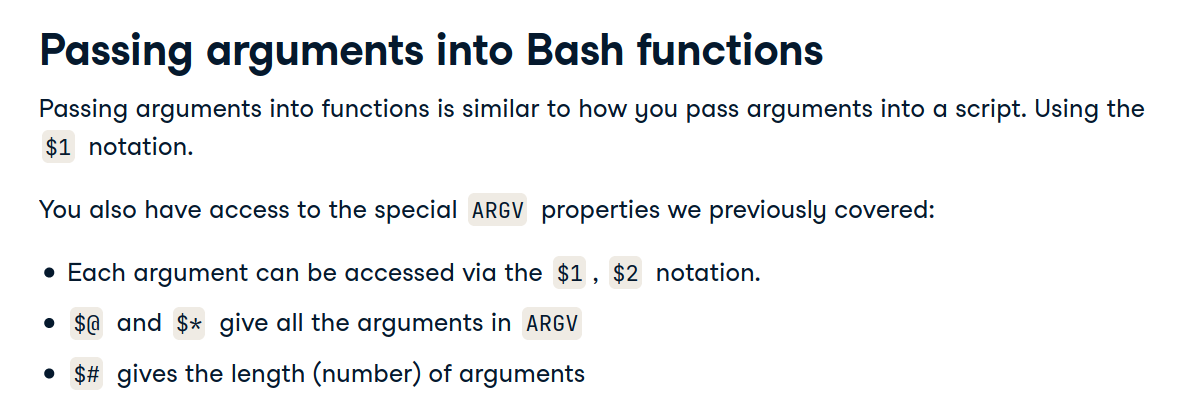 Passing arguments into Bash functions
Passing arguments into functions is similar to how you pass arguments into a script. Using the
$1 notation.
You also have access to the special ARGV properties we previously covered:
• Each argument can be accessed via the $1 , $2 notation.
• $@ and $* give all the arguments in ARGV
• $# gives the length (number) of arguments